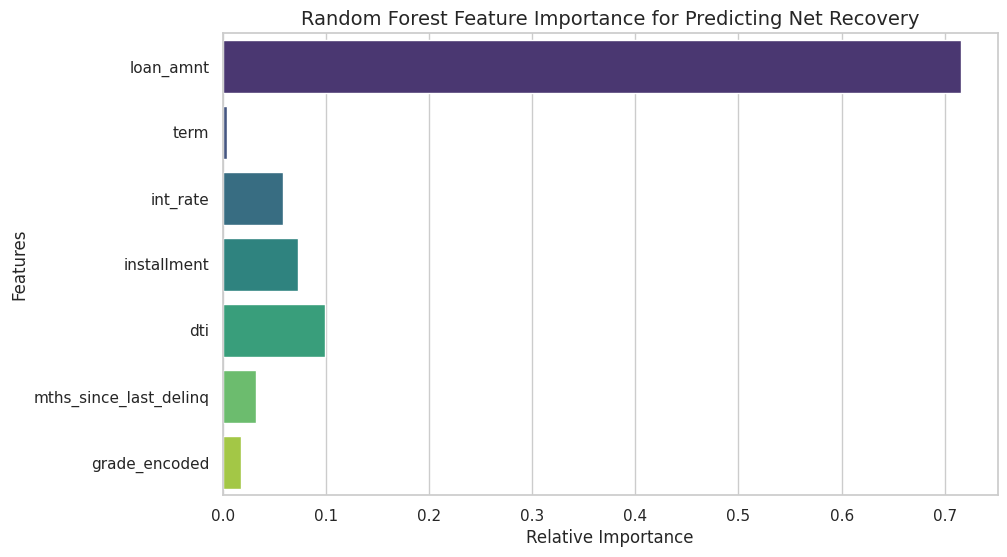 Random Forest Feature Importance for Predicting Net Recovery
Features
loan_amnt
term
int_rate
installment
dti
mths_since_last_delinq
grade_encoded
0.0 0.1 0.2 0.3 0.4 0.5 0.6 0.7
Relative Importance